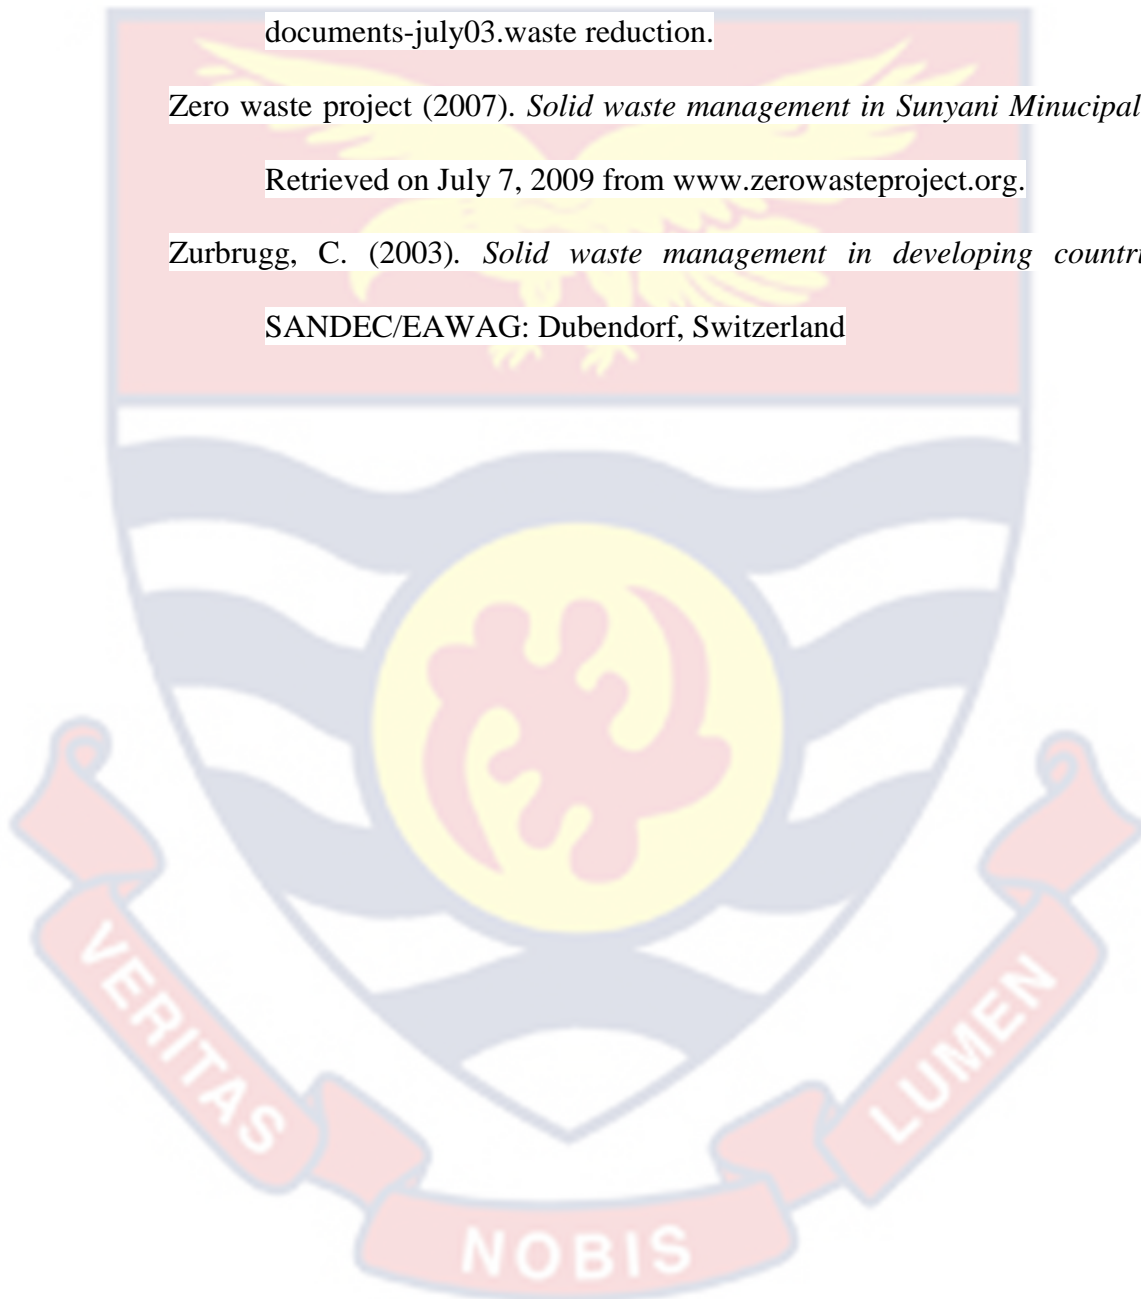 documents-july03.waste reduction.
Zero waste project (2007). Solid waste management in Sunyani Minucipal
Retrieved on July 7, 2009 from www.zerowasteproject.org.
Zurbrugg, C. (2003). Solid waste management in developing countri
SANDEC/EAWAG: Dubendorf, Switzerland
VERITAS
NOBIS
LUMEN